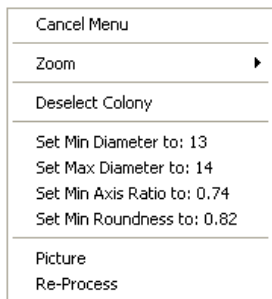 Cancel Menu
Zoom
Deselect Colony
Set Min Diameter to: 13
Set Max Diameter to: 14
Set Min Axis Ratio to: 0.74
Set Min Roundness to: 0.82
Picture
Re-Process